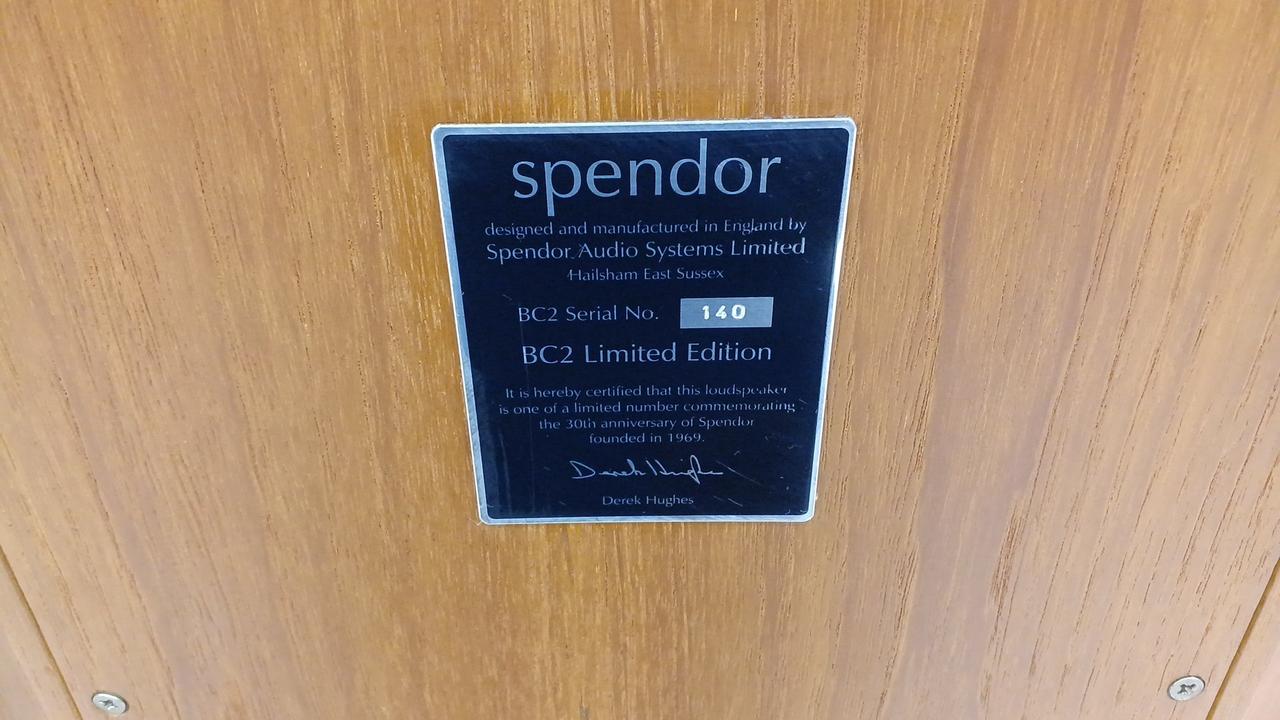 spendor
designed and manufactured in England by
Spendor Audio Systems Limited
Hailsham East Sussex
BC2 Serial No. 140
BC2 Limited Edition
It is hereby certified that this loudspeaker
is one of a limited number commemorating
the 30th anniversary of Spendor
founded in 1969.
Derek Hughes
Derek Hughes